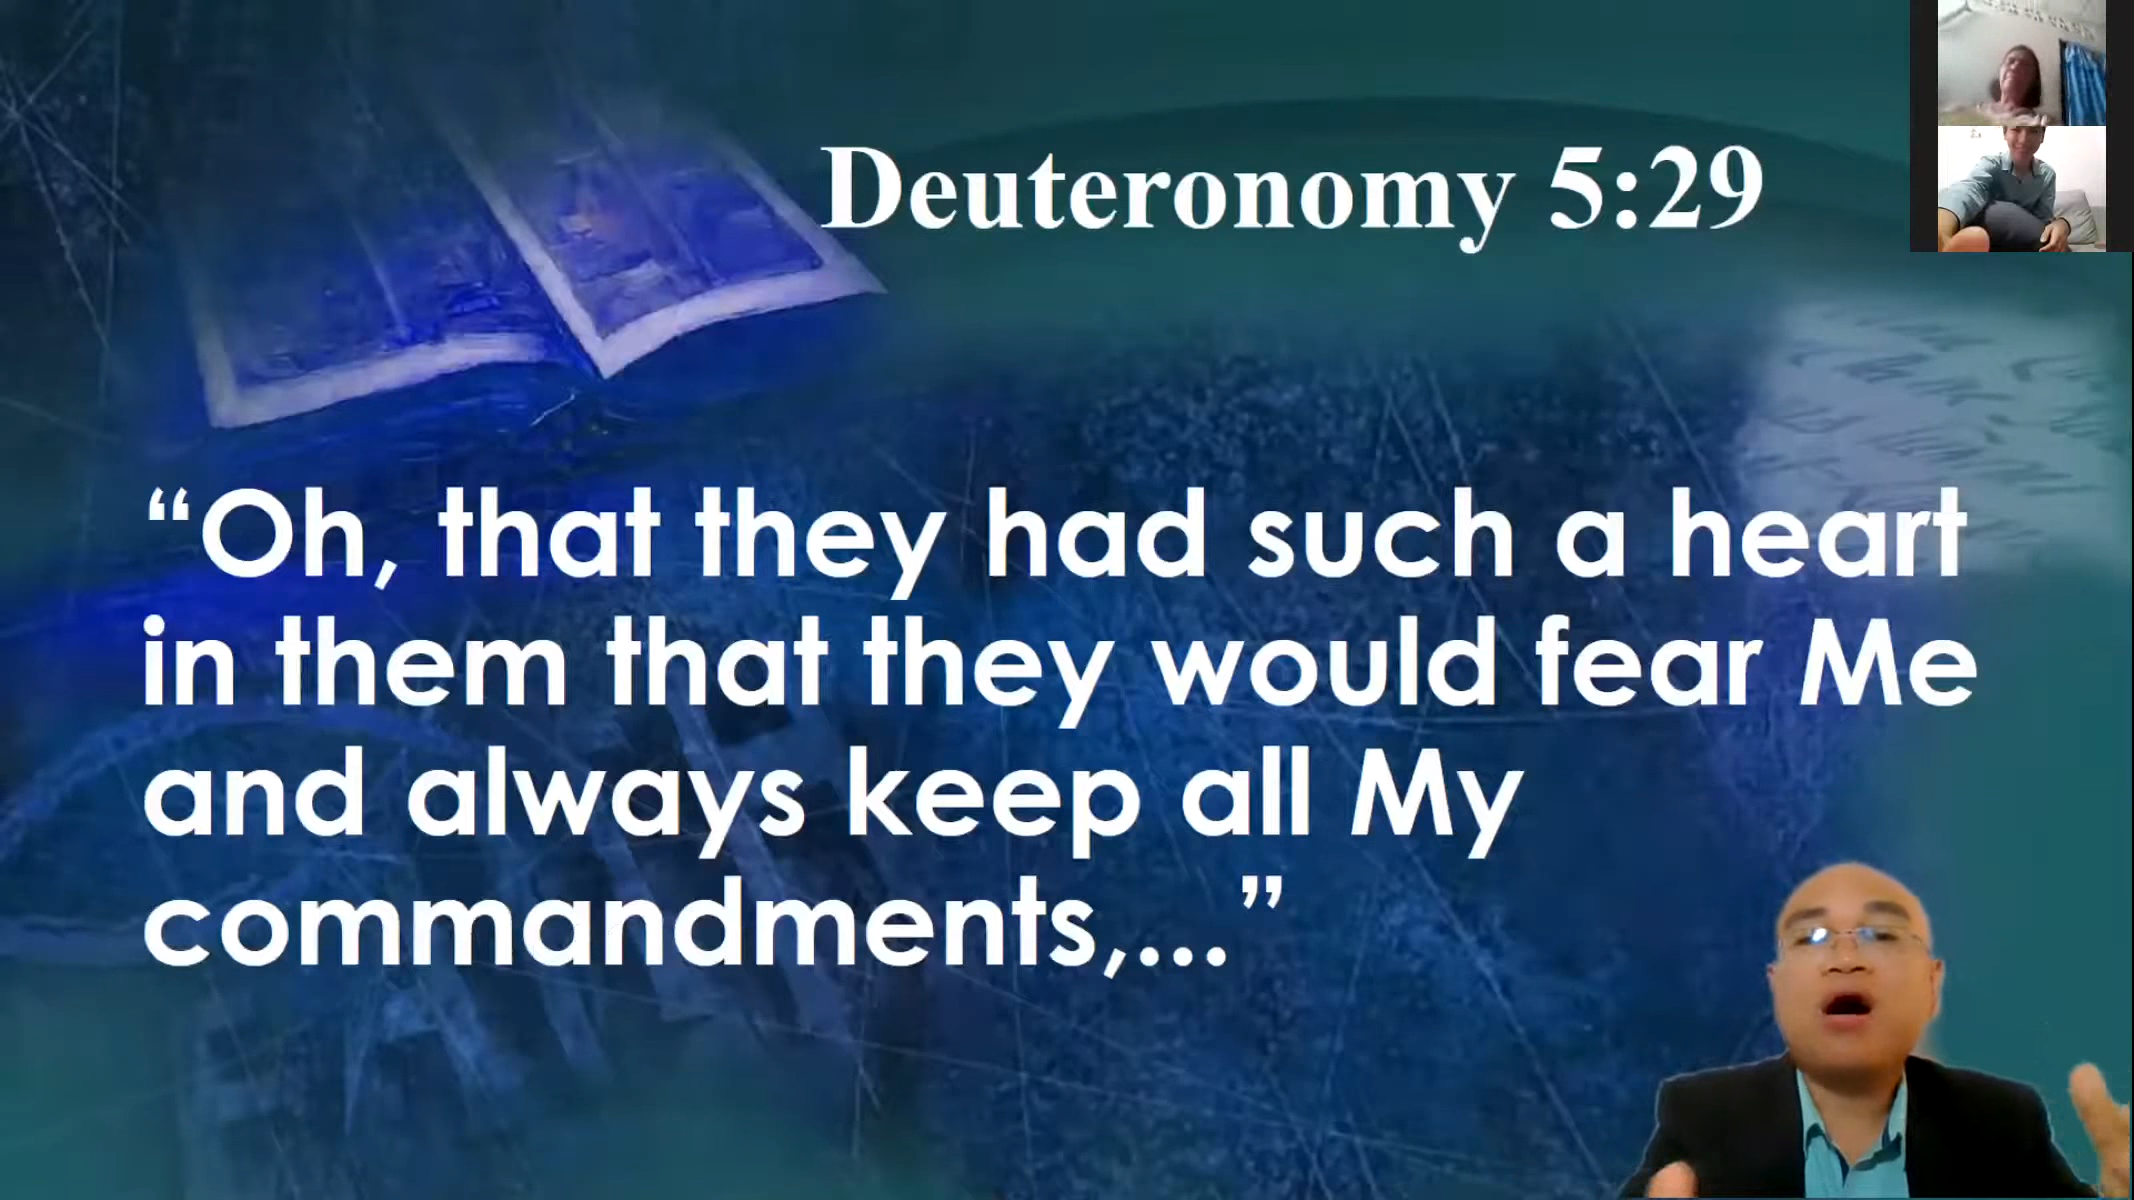 Deuteronomy 5:29
“Oh, that they had such a heart
in them that they would fear Me
and always keep all My
commandments,...”